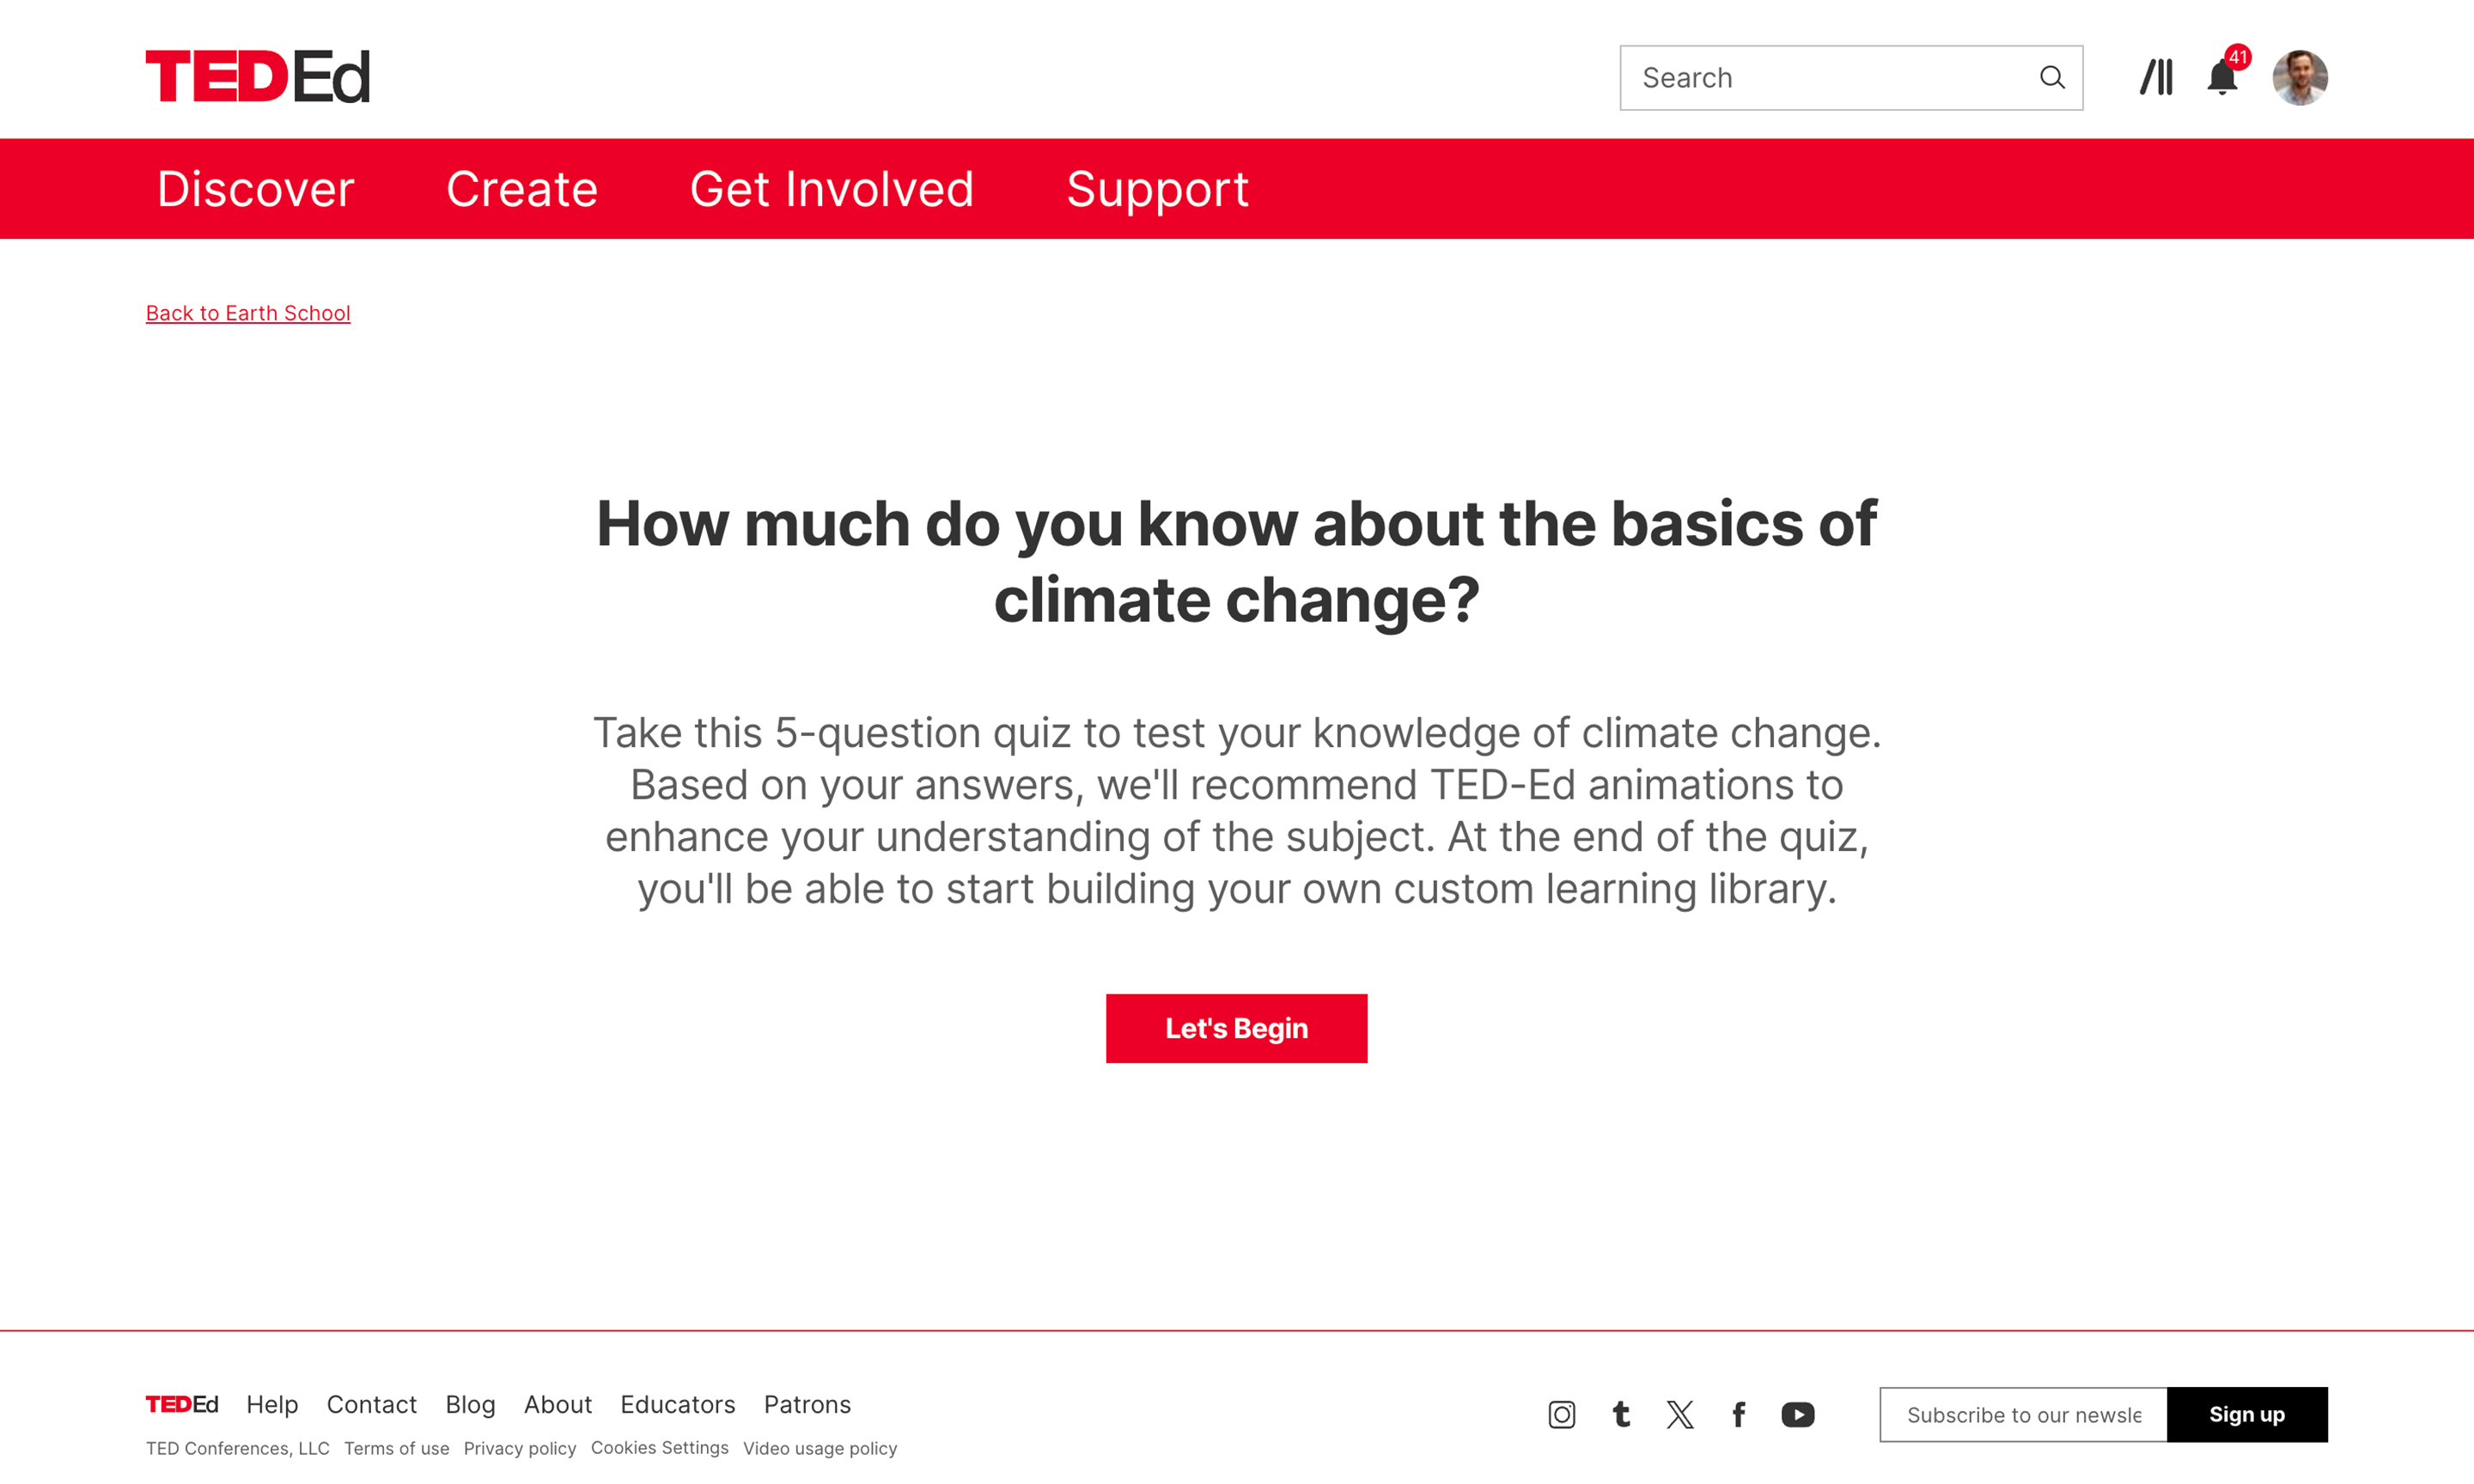 TEDEd
Search
41
Discover Create Get Involved Support
Back to Earth School
How much do you know about the basics of
climate change?
Take this 5-question quiz to test your knowledge of climate change.
Based on your answers, we'll recommend TED-Ed animations to
enhance your understanding of the subject. At the end of the quiz,
you'll be able to start building your own custom learning library.
Let's Begin
TEDEd Help Contact Blog About Educators Patrons
Subscribe to our newsle
Sign up
TED Conferences, LLC Terms of use Privacy policy Cookies Settings Video usage policy